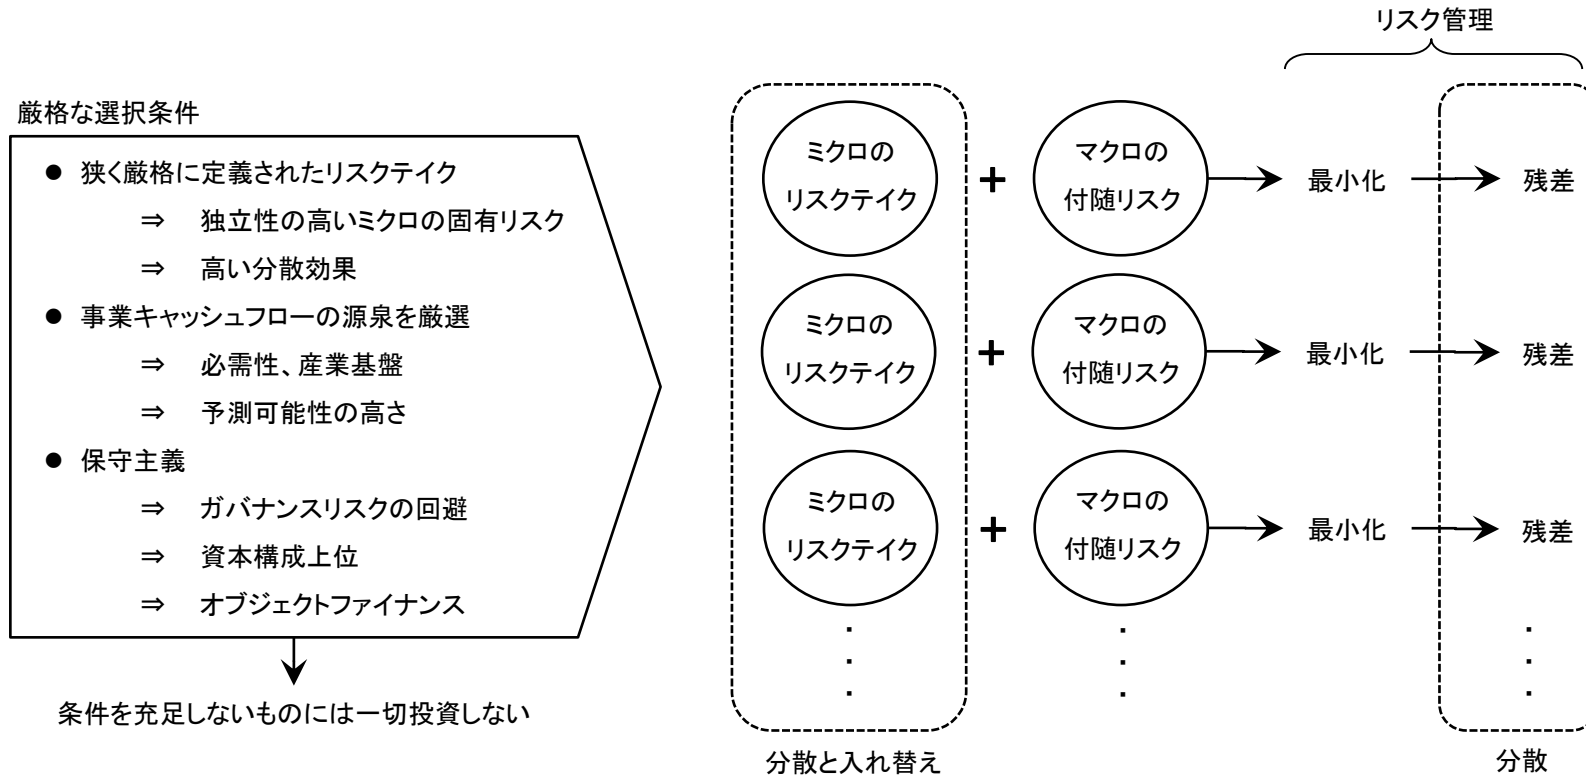 リスク管理
厳格な選択条件
● 狭く厳格に定義されたリスクテイク
⇒ 独立性の高いミクロの固有リスク
⇒ 高い分散効果
● 事業キャッシュフローの源泉を厳選
⇒ 必需性、産業基盤
⇒ 予測可能性の高さ
● 保守主義
⇒ ガバナンスリスクの回避
⇒ 資本構成上位
⇒ オブジェクトファイナンス
条件を充足しないものには一切投資しない
ミクロの
リスクテイク
+
マクロの
付随リスク
最小化
残差
ミクロの
リスクテイク
+
マクロの
付随リスク
最小化
残差
ミクロの
リスクテイク
+
マクロの
付随リスク
最小化
残差
分散と入れ替え
分散